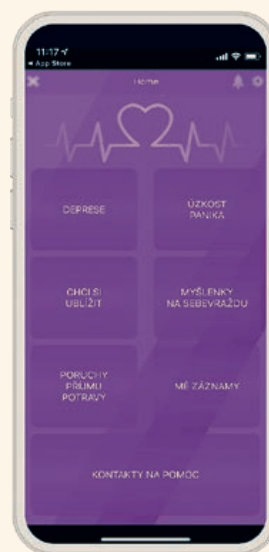 11:17
◂ App Store
Home
DEPRESE
ÚZKOST
PANIKA
CHCI SI
UBLÍŽIT
MYŠLENKY
NA SEBEVRAŽDU
PORUCHY
PŘÍJMU
POTRAVY
MÉ ZÁZNAMY
KONTAKTY NA POMOC